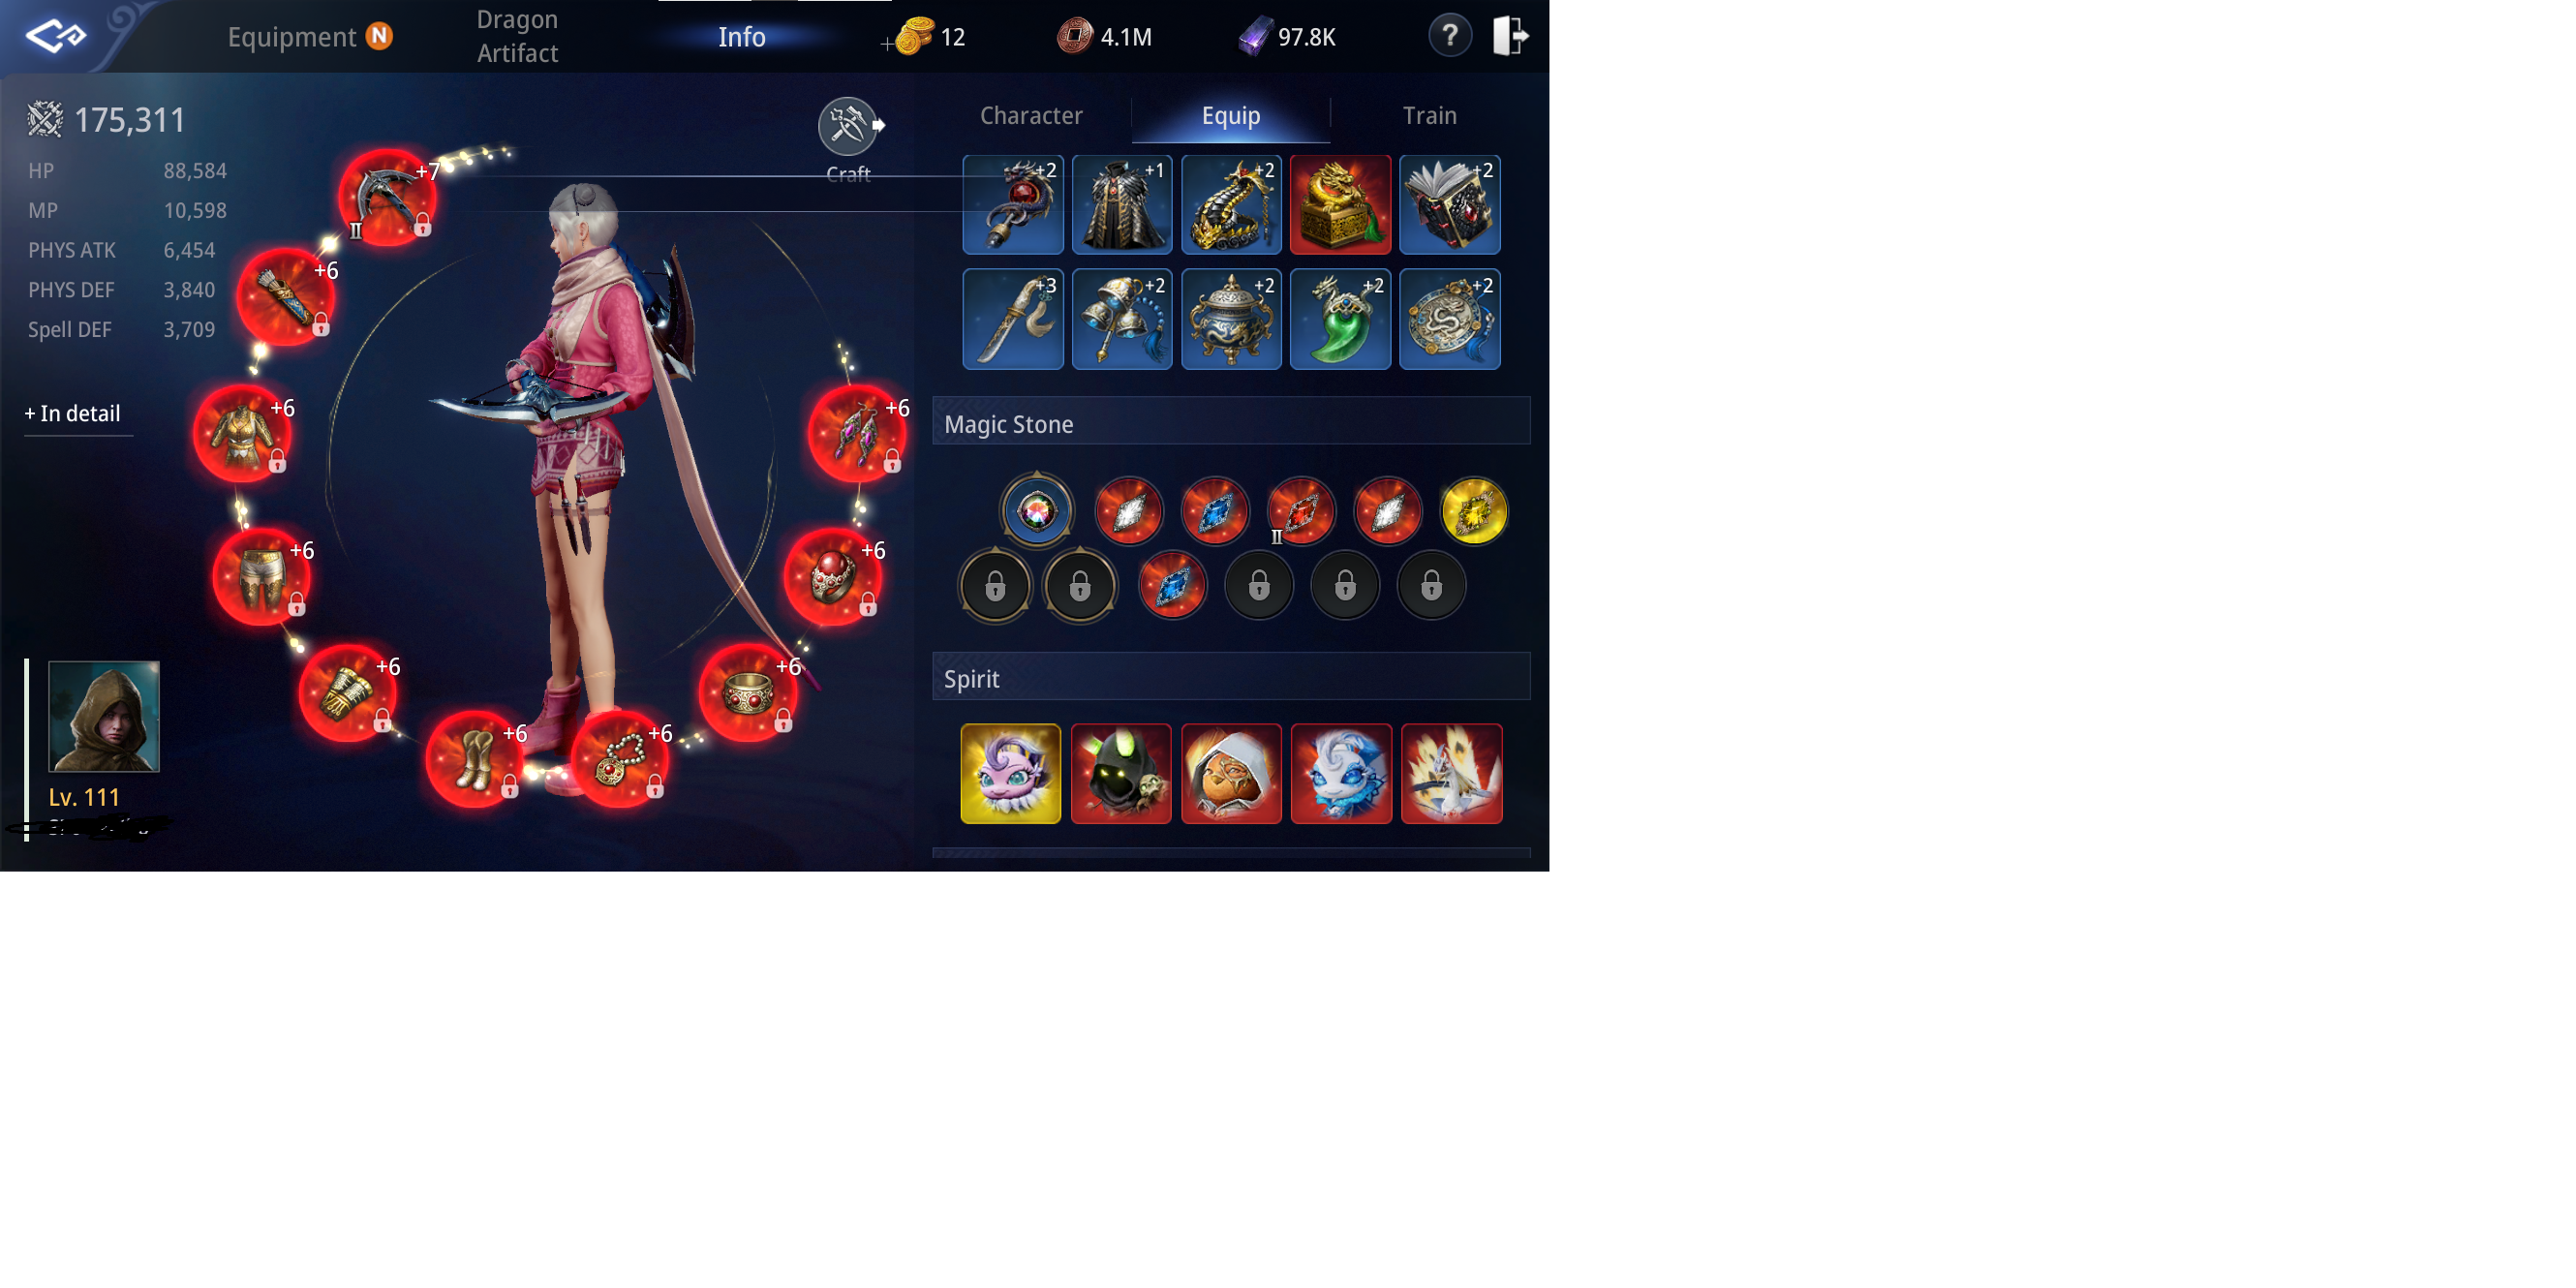 Equipment N
Dragon
Artifact
Info
12
4.1M
97.8K
?
175,311
HP 88,584
MP 10,598
PHYS ATK 6,454
PHYS DEF 3,840
Spell DEF 3,709
+ In detail
Craft
+7
II
+6
+6
+6
+6
+6
+6
+6
+6
+6
Lv. 111
Character
Equip
Train
+2
+1
+2
+2
+3
+2
+2
+2
+2
Magic Stone
II
Spirit